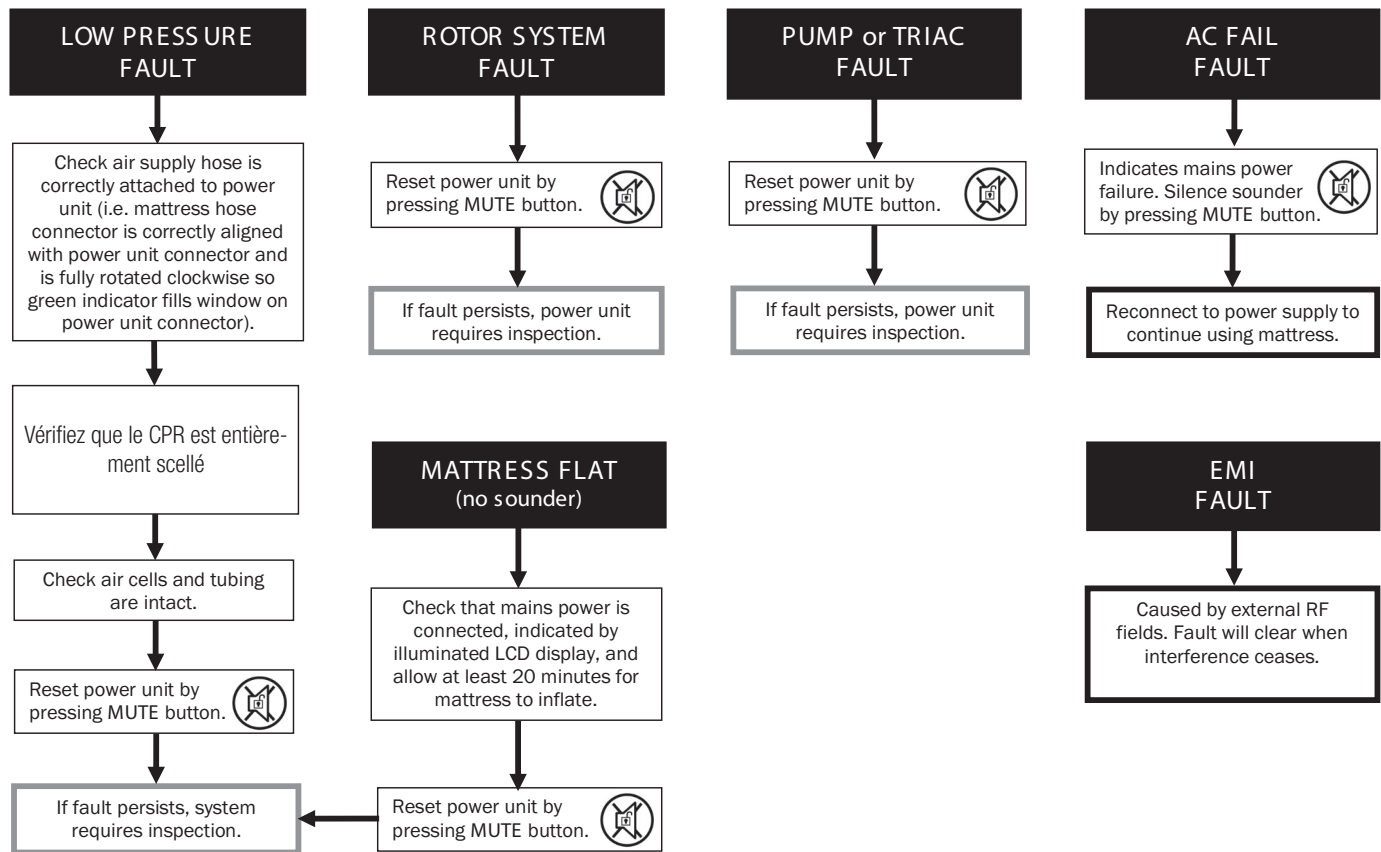 LOW PRESSURE
FAULT
Check air supply hose is
correctly attached to power
unit (i.e. mattress hose
connector is correctly aligned
with power unit connector and
is fully rotated clockwise so
green indicator fills window on
power unit connector).
Vérifiez que le CPR est entière-
ment scellé
Check air cells and tubing
are intact.
Reset power unit by
pressing MUTE button.
If fault persists, system
requires inspection.
ROTOR SYSTEM
FAULT
Reset power unit by
pressing MUTE button.
If fault persists, power unit
requires inspection.
MATTRESS FLAT
(no sounder)
Check that mains power is
connected, indicated by
illuminated LCD display, and
allow at least 20 minutes for
mattress to inflate.
Reset power unit by
pressing MUTE button.
PUMP or TRIAC
FAULT
Reset power unit by
pressing MUTE button.
If fault persists, power unit
requires inspection.
AC FAIL
FAULT
Indicates mains power
failure. Silence sounder
by pressing MUTE button.
Reconnect to power supply to
continue using mattress.
EMI
FAULT
Caused by external RF
fields. Fault will clear when
interference ceases.